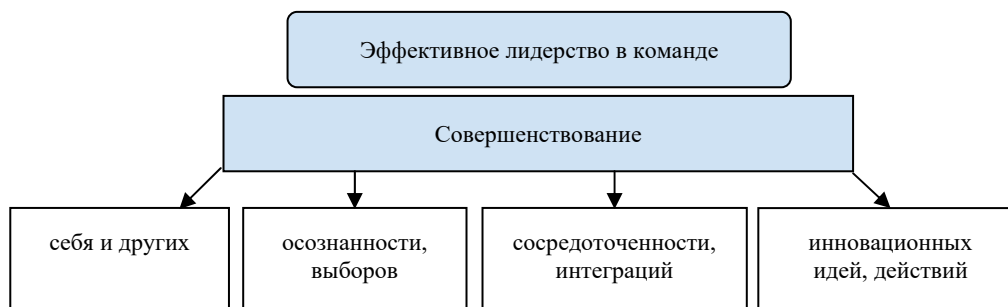 Эффективное лидерство в команде
Совершенствование
себя и других
осознанности,
выборов
сосредоточенности,
интеграций
инновационных
идей, действий